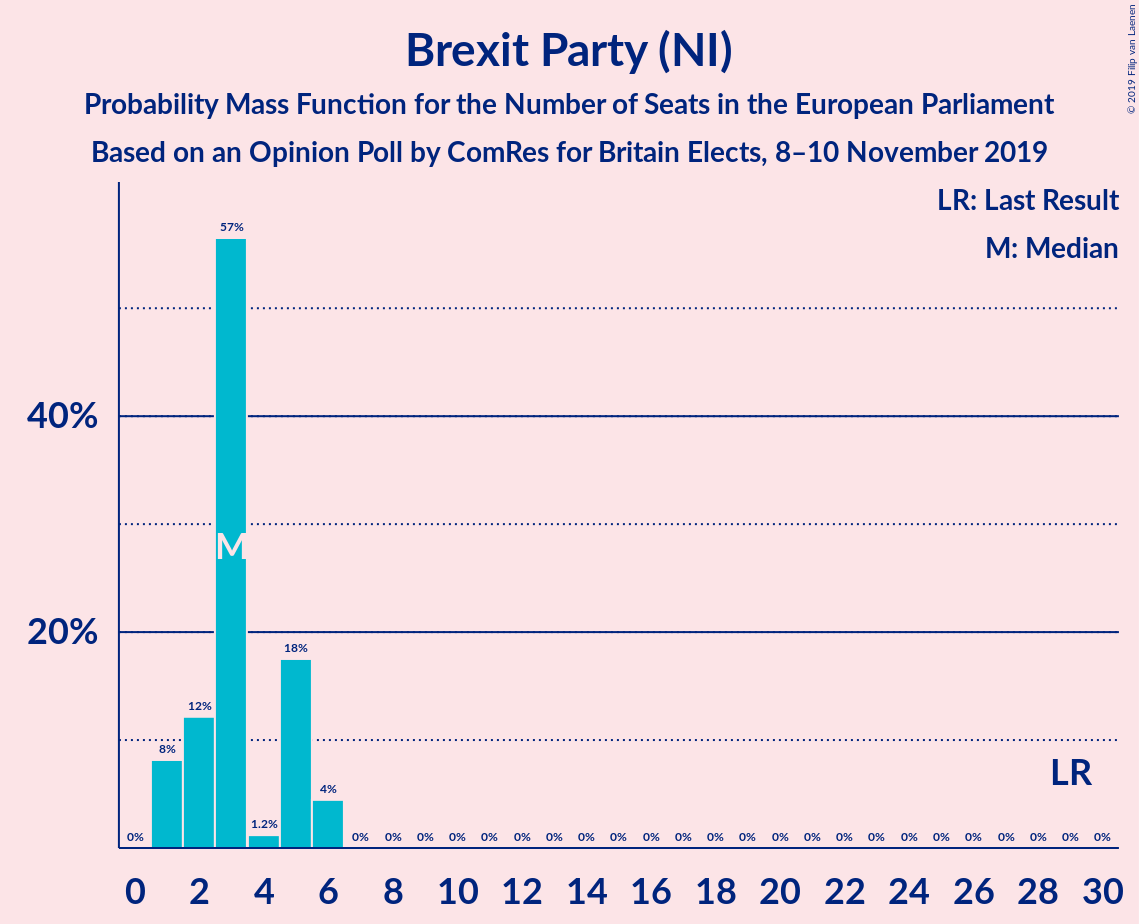 Brexit Party (NI)
Probability Mass Function for the Number of Seats in the European Parliament
Based on an Opinion Poll by ComRes for Britain Elects, 8–10 November 2019
© 2019 Filip van Laenen
LR: Last Result
M: Median
57%
40%
M
20%
18%
12%
8%
LR
4%
1.2%
0% 0% 0% 0% 0% 0% 0% 0% 0% 0% 0% 0% 0% 0% 0% 0% 0% 0% 0% 0% 0% 0% 0% 0% 0%
0 2 4 6 8 10 12 14 16 18 20 22 24 26 28 30